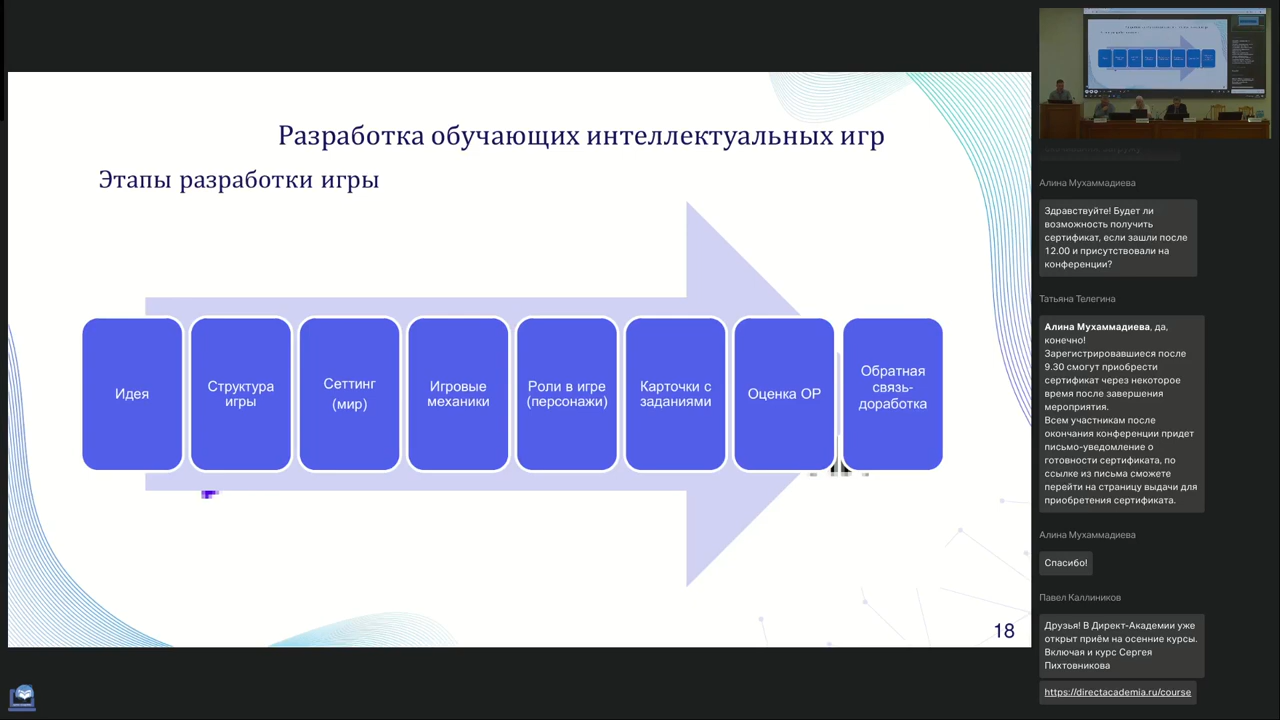 Разработка обучающих интеллектуальных игр
Этапы разработки игры
Идея
Структура
игры
Сеттинг
(мир)
Игровые
механики
Роли в игре
(персонажи)
Карточки с
заданиями
Оценка ОР
Обратная
связь-
доработка
18
Алина Мухаммадиева
Здравствуйте! Будет ли
возможность получить
сертификат, если зашли после
12.00 и присутствовали на
конференции?
Татьяна Телегина
Алина Мухаммадиева, да,
конечно!
Зарегистрировавшиеся после
9.30 смогут приобрести
сертификат через некоторое
время после завершения
мероприятия.
Всем участникам после
окончания конференции придет
письмо-уведомление о
готовности сертификата, по
ссылке из письма сможете
перейти на страницу выдачи для
приобретения сертификата.
Алина Мухаммадиева
Спасибо!
Павел Каллиников
Друзья! В Директ-Академии уже
открыт приём на осенние курсы.
Включая и курс Сергея
Пихтовникова
https://directacademia.ru/course